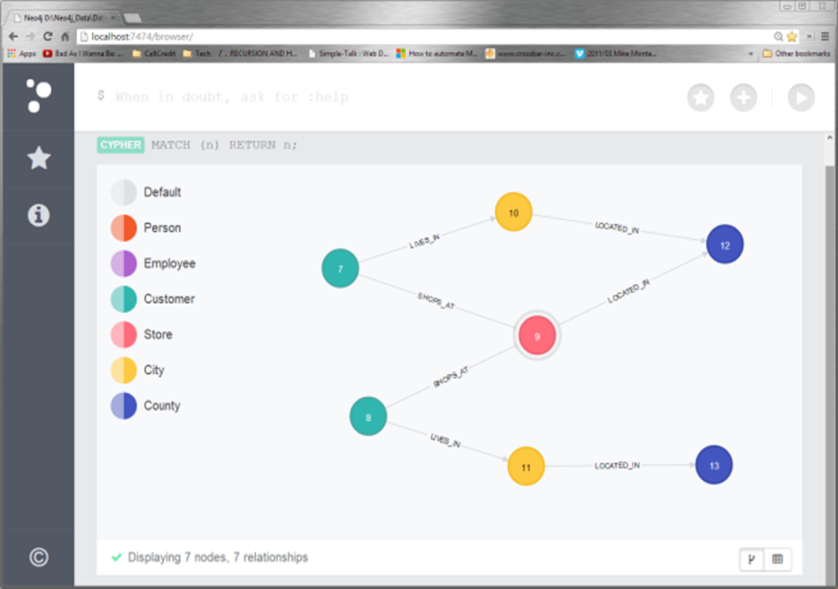 Neo4j D:\Neo4j_Data\Da
localhost:7474/browser/
Apps Bad As I Wanna Be: CallCredit Tech RECURSION AND H... Simple-Talk: Web D... How to automate M... www.crossbar-inc.c... 2011/03 Mike Monta... » Other bookmarks
$ When in doubt, ask for :help
CYPHER MATCH (n) RETURN n;
Default
Person
Employee
Customer
Store
City
County
10
LOCATED_IN
12
LIVES_IN
7
SHOPS_AT
LOCATED_IN
9
SHOPS_AT
8
LIVES_IN
11
LOCATED_IN
13
Displaying 7 nodes, 7 relationships